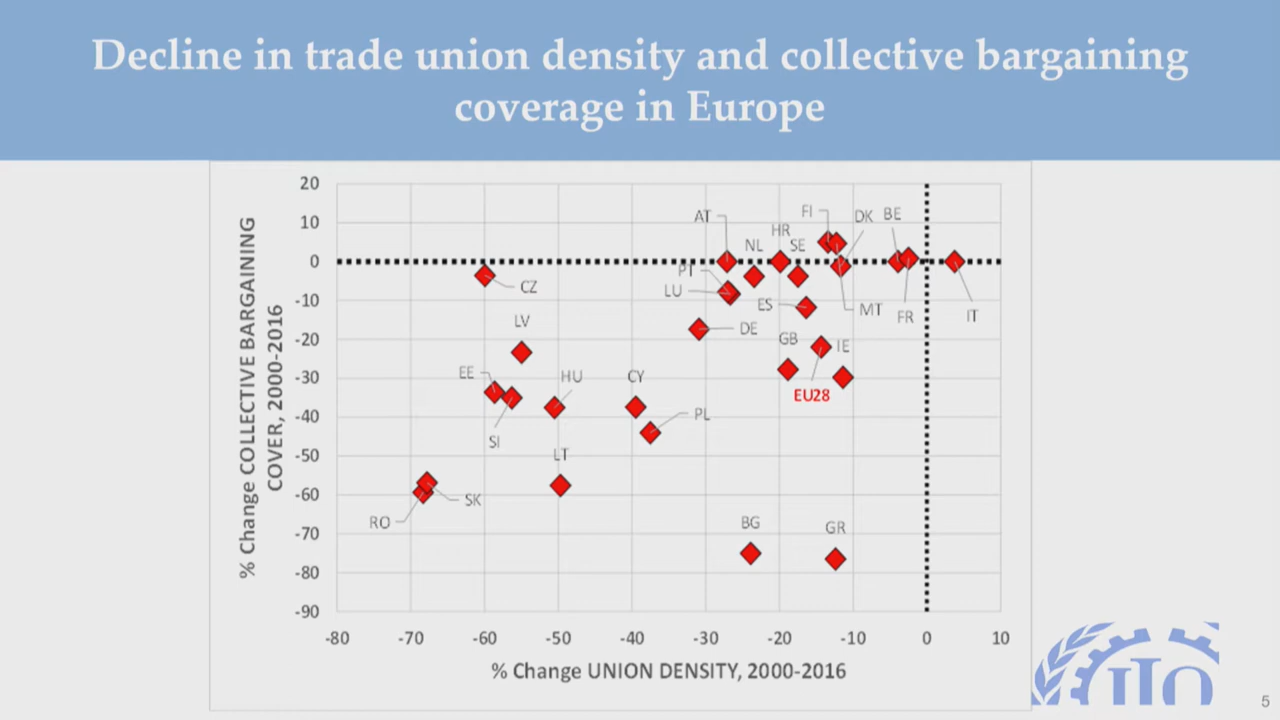 Decline in trade union density and collective bargaining
coverage in Europe
% Change COLLECTIVE BARGAINING
COVER, 2000-2016
20
10
0
-10
-20
-30
-40
-50
-60
-70
-80
-90
AT
FI
DK
BE
HR
NL
SE
PT
CZ
LU
ES
MT
FR
IT
LV
DE
GB
IE
EE
HU
CY
EU28
PL
SI
LT
SK
RO
BG
GR
-80
-70
-60
-50
-40
-30
-20
-10
0
10
% Change UNION DENSITY, 2000-2016
ILO
5